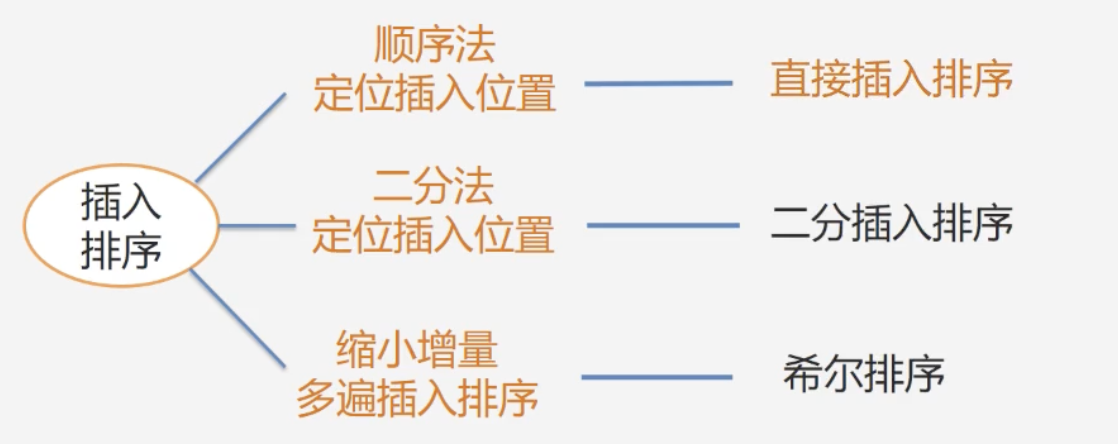 顺序法
定位插入位置
直接插入排序
插入
排序
二分法
定位插入位置
二分插入排序
缩小增量
多遍插入排序
希尔排序